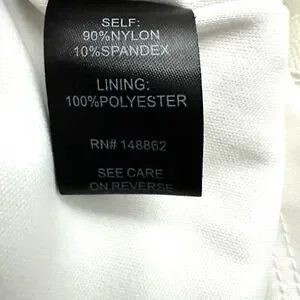 SELF:
90%NYLON
10%SPANDEX
LINING:
100%POLYESTER
RN# 148862
SEE CARE
ON REVERSE